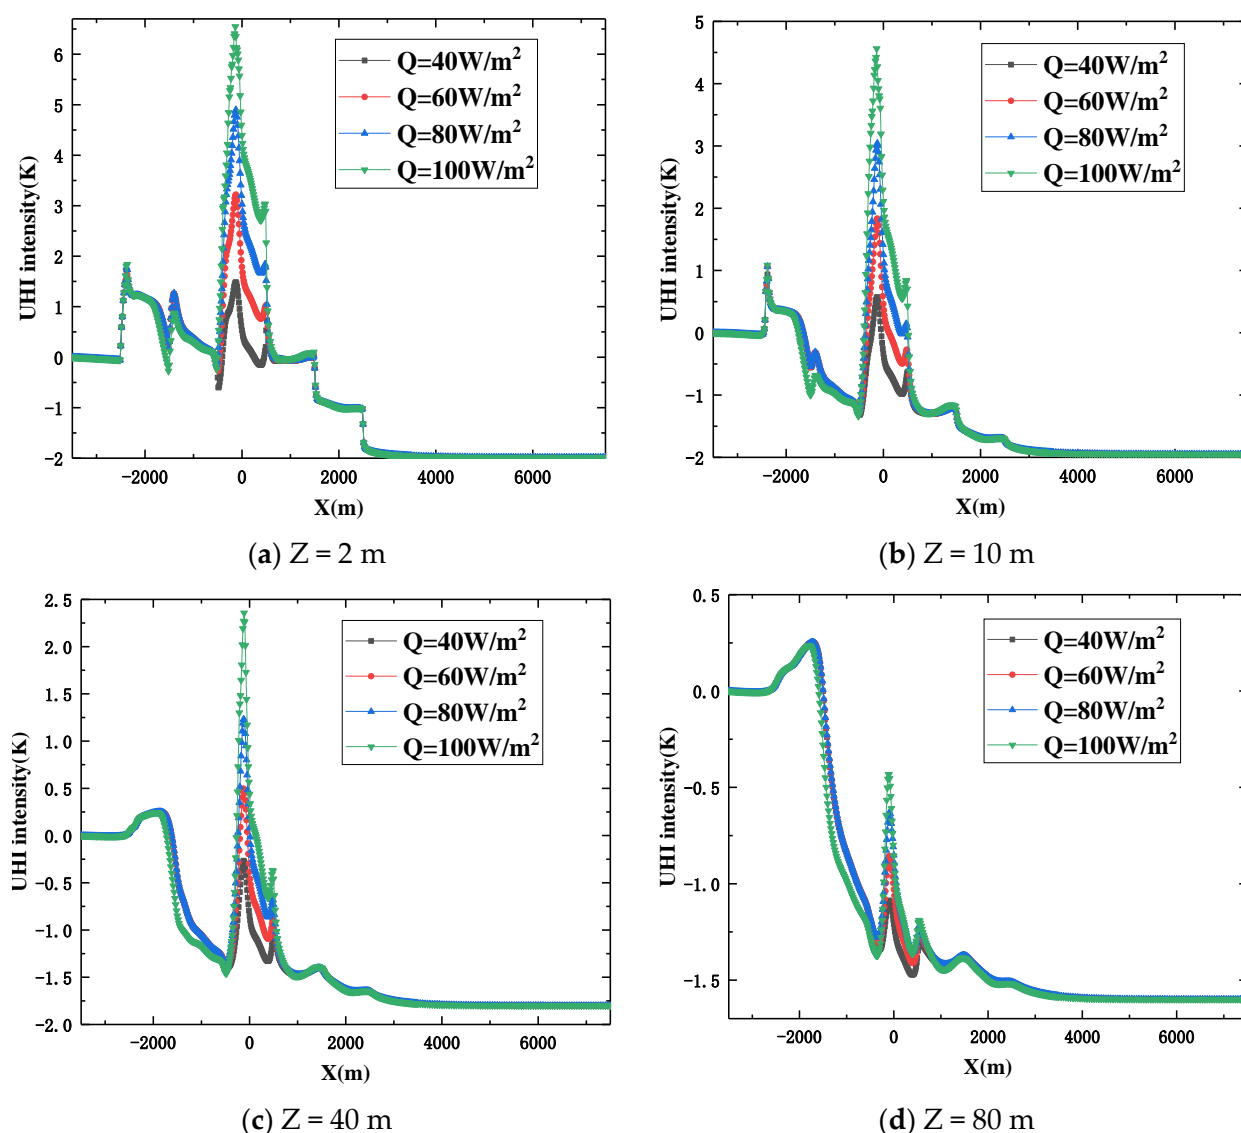 6
5
4
3
2
1
0
-1
-2
UHI intensity(K)
Q=40W/m²
Q=60W/m²
Q=80W/m²
Q=100W/m²
-2000 0 2000 4000 6000
X(m)
(a) Z = 2 m
5
4
3
2
1
0
-1
-2
UHI intensity(K)
Q=40W/m²
Q=60W/m²
Q=80W/m²
Q=100W/m²
-2000 0 2000 4000 6000
X(m)
(b) Z = 10 m
2.5
2.0
1.5
1.0
0.5
0.0
-0.5
-1.0
-1.5
-2.0
UHI intensity(K)
Q=40W/m²
Q=60W/m²
Q=80W/m²
Q=100W/m²
-2000 0 2000 4000 6000
X(m)
(c) Z = 40 m
0.5
0.0
-0.5
-1.0
-1.5
UHI intensity(K)
Q=40W/m²
Q=60W/m²
Q=80W/m²
Q=100W/m²
-2000 0 2000 4000 6000
X(m)
(d) Z = 80 m